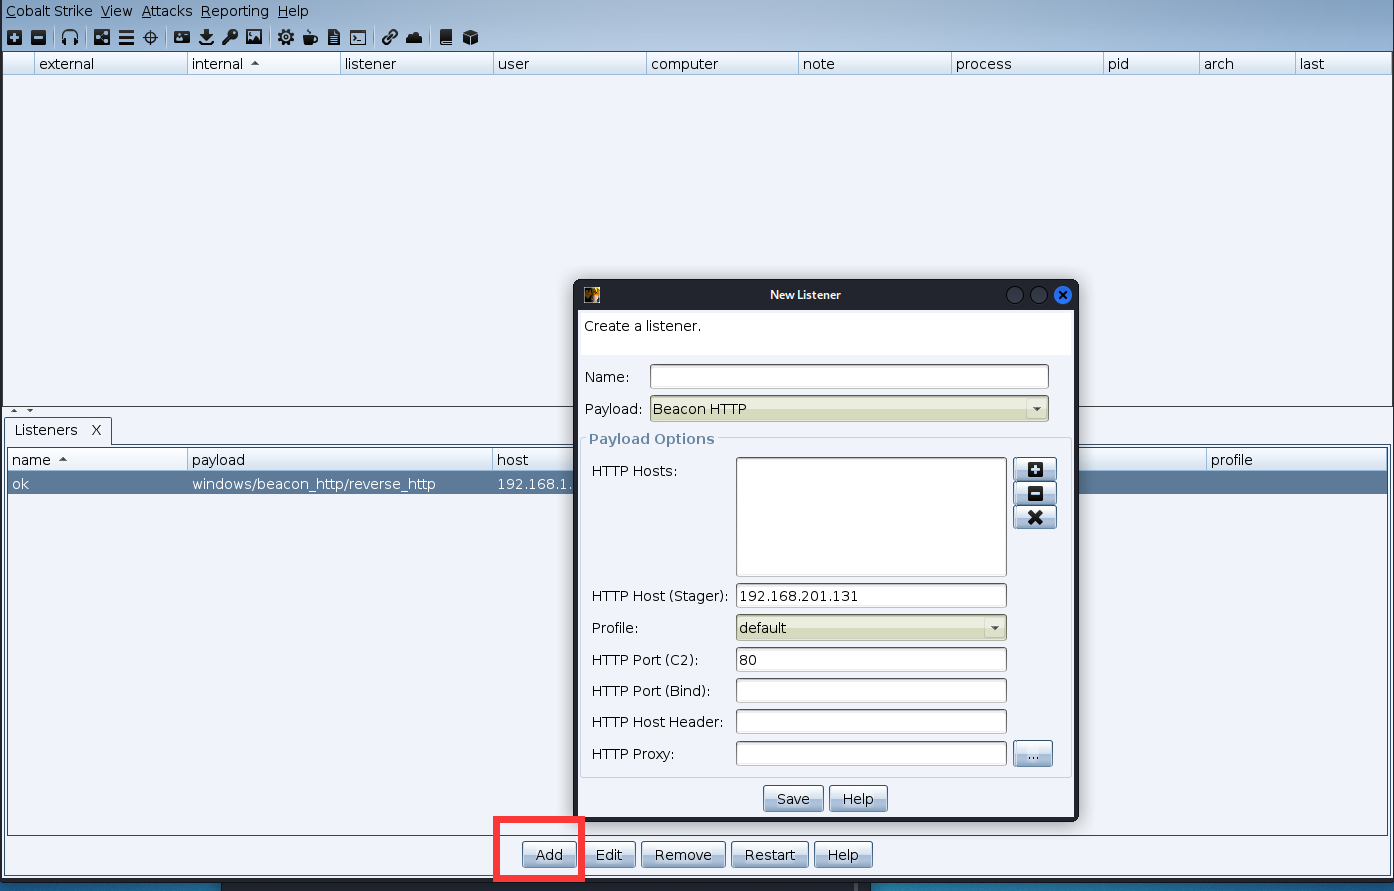 Cobalt Strike View Attacks Reporting Help
external internal listener user computer note process pid arch last
New Listener
Create a listener.
Name:
Payload: Beacon HTTP
Payload Options
HTTP Hosts:
HTTP Host (Stager): 192.168.201.131
Profile: default
HTTP Port (C2): 80
HTTP Port (Bind):
HTTP Host Header:
HTTP Proxy: ...
Save Help
Listeners X
name payload host profile
ok windows/beacon_http/reverse_http 192.168.1.
Add Edit Remove Restart Help